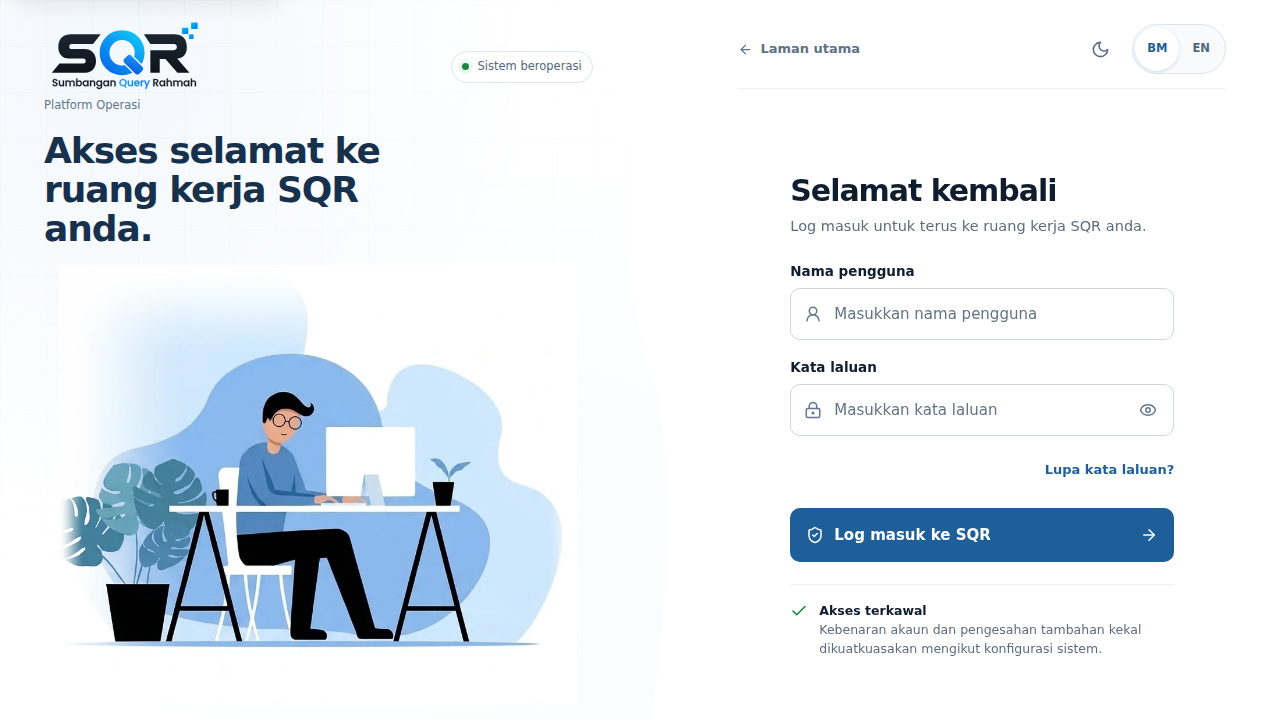 SQR
Sumbangan Query Rahmah
Platform Operasi
Sistem beroperasi
Akses selamat ke
ruang kerja SQR
anda.
Laman utama
BM
EN
Selamat kembali
Log masuk untuk terus ke ruang kerja SQR anda.
Nama pengguna
Masukkan nama pengguna
Kata laluan
Masukkan kata laluan
Lupa kata laluan?
Log masuk ke SQR
Akses terkawal
Kebenaran akaun dan pengesahan tambahan kekal
dikuatkuasakan mengikut konfigurasi sistem.